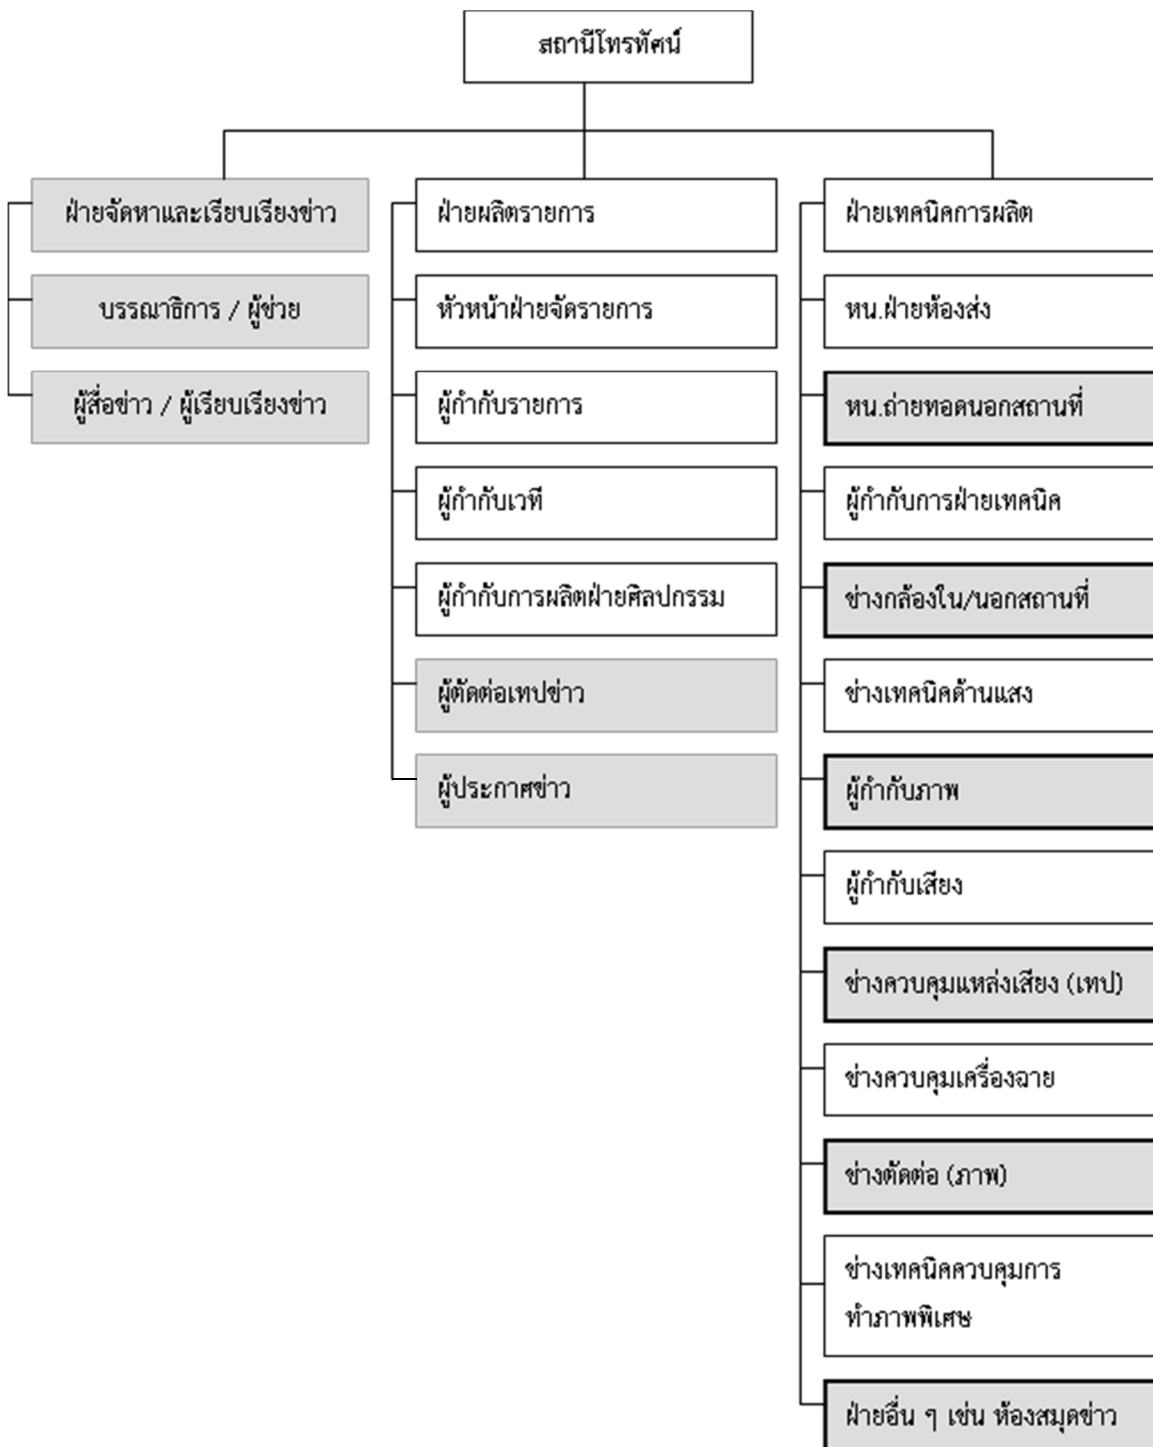 สถานีโทรทัศน์
ฝ่ายจัดหาและเรียบเรียงข่าว
บรรณาธิการ / ผู้ช่วย
ผู้สื่อข่าว / ผู้เรียบเรียงข่าว
ฝ่ายผลิตรายการ
หัวหน้าฝ่ายจัดรายการ
ผู้กำกับรายการ
ผู้กำกับเวที
ผู้กำกับการผลิตฝ่ายศิลปกรรม
ผู้ตัดต่อเทปข่าว
ผู้ประกาศข่าว
ฝ่ายเทคนิคการผลิต
หน.ฝ่ายห้องส่ง
หน.ถ่ายทอดนอกสถานที่
ผู้กำกับการฝ่ายเทคนิค
ช่างกล้องใน/นอกสถานที่
ช่างเทคนิคด้านแสง
ผู้กำกับภาพ
ผู้กำกับเสียง
ช่างควบคุมแหล่งเสียง (เทป)
ช่างควบคุมเครื่องฉาย
ช่างตัดต่อ (ภาพ)
ช่างเทคนิคควบคุมการ
ทำภาพพิเศษ
ฝ่ายอื่น ๆ เช่น ห้องสมุดข่าว